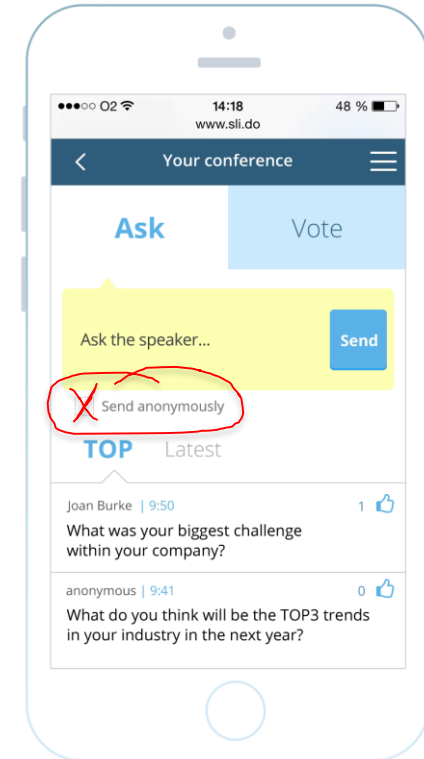 O2 14:18 48 %
www.sli.do
Your conference
Ask Vote
Ask the speaker... Send
X Send anonymously
TOP Latest
Joan Burke | 9:50 1
What was your biggest challenge
within your company?
anonymous | 9:41 0
What do you think will be the TOP3 trends
in your industry in the next year?